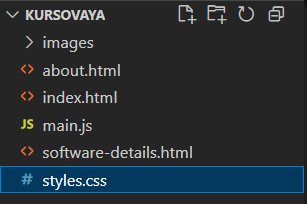 KURSOVAYA
images
<> about.html
<> index.html
JS main.js
<> software-details.html
# styles.css